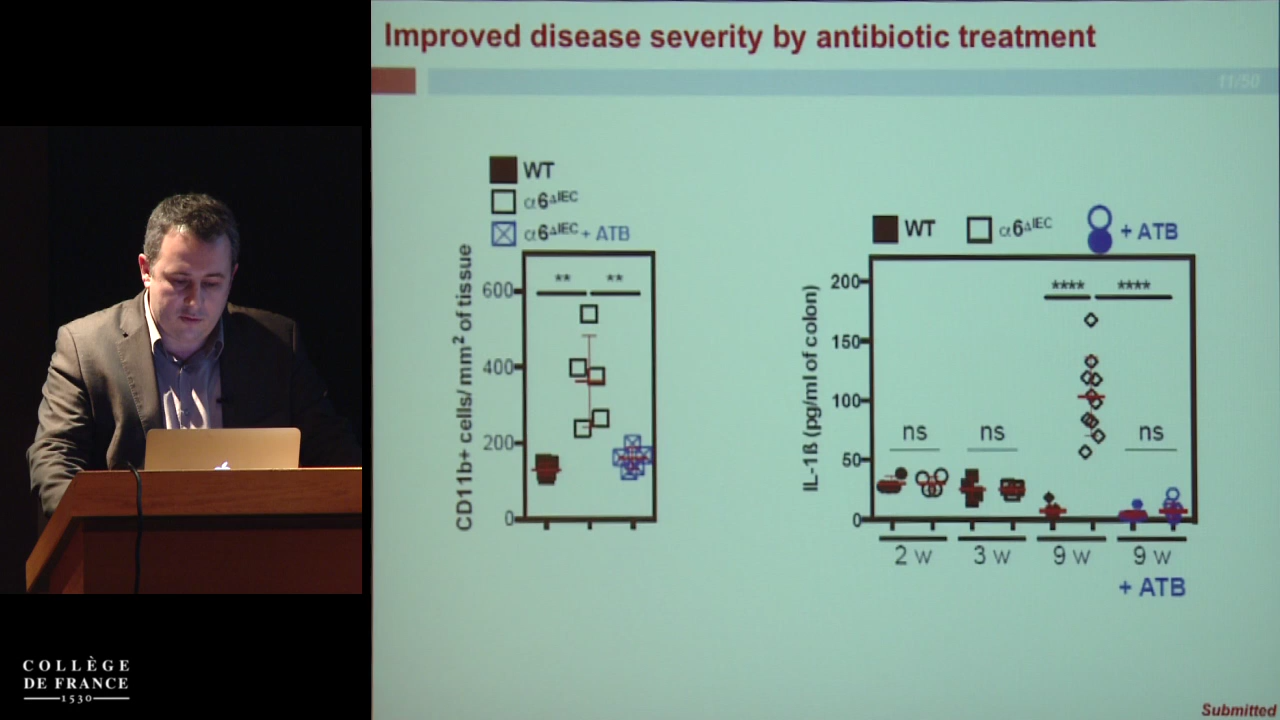 Improved disease severity by antibiotic treatment
11/50
WT
α6ΔIEC
α6ΔIEC + ATB
CD11b+ cells/ mm² of tissue
600
400
200
0
** **
WT α6ΔIEC + ATB
IL-1ß (pg/ml of colon)
200
150
100
50
0
ns ns **** **** ns
2 w 3 w 9 w 9 w
+ ATB
Submitted
COLLÈGE
DE FRANCE
1530